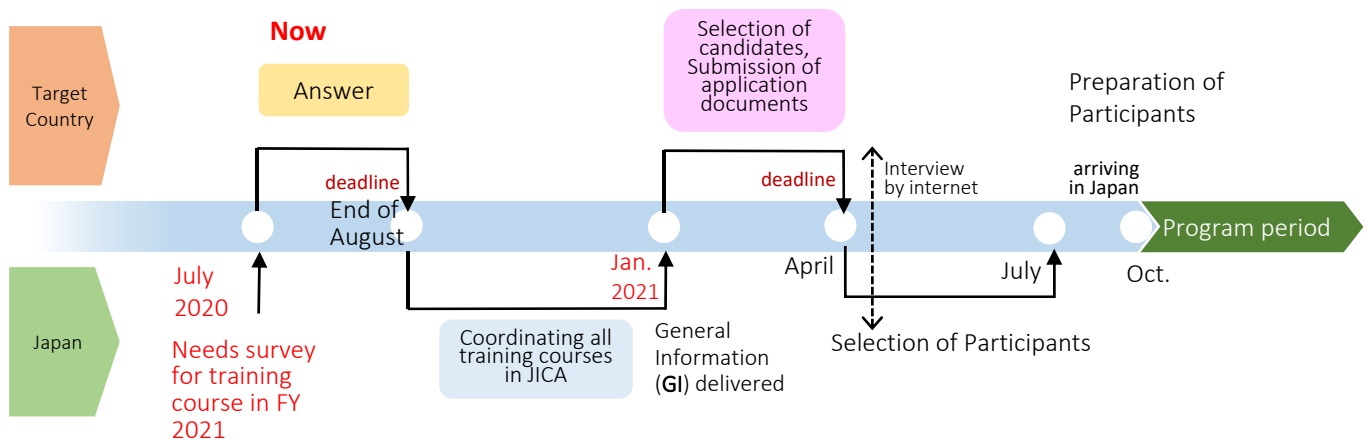 Target
Country
Now
Answer
Selection of
candidates,
Submission of
application
documents
Preparation of
Participants
deadline
End of
August
deadline
Interview
by internet
arriving
in Japan
Program period
July
2020
Jan.
2021
April
July
Oct.
Japan
Needs survey
for training
course in FY
2021
Coordinating all
training courses
in JICA
General
Information
(GI) delivered
Selection of Participants